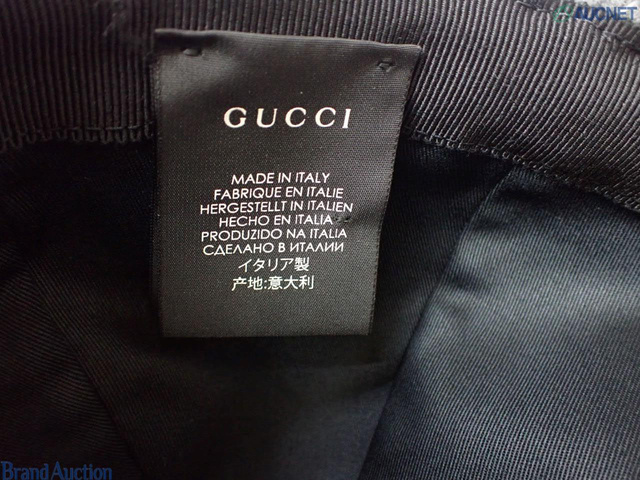 AUCNET
GUCCI
MADE IN ITALY
FABRIQUE EN ITALIE
HERGESTELLT IN ITALIEN
HECHO EN ITALIA
PRODUZIDO NA ITALIA
СДЕЛАНО В ИТАЛИИ
イタリア製
产地:意大利
Brand Auction